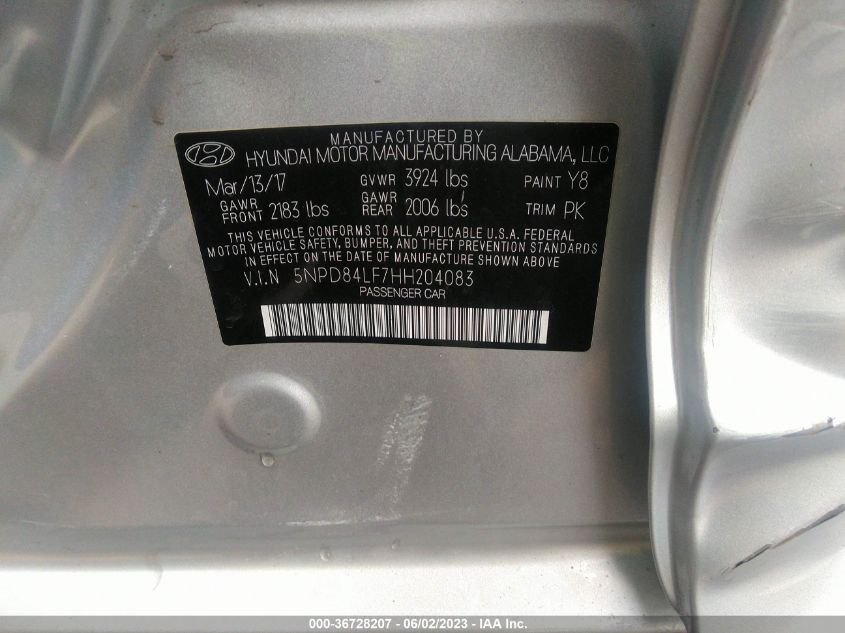 MANUFACTURED BY
HYUNDAI MOTOR MANUFACTURING ALABAMA, LLC
Mar/13/17 GVWR 3924 lbs PAINT Y8
GAWR FRONT 2183 lbs GAWR REAR 2006 lbs TRIM PK
THIS VEHICLE CONFORMS TO ALL APPLICABLE U.S.A. FEDERAL
MOTOR VEHICLE SAFETY, BUMPER, AND THEFT PREVENTION STANDARDS
IN EFFECT ON THE DATE OF MANUFACTURE SHOWN ABOVE
V.I.N 5NPD84LF7HH204083
PASSENGER CAR
000-36728207 - 06/02/2023 - IAA Inc.